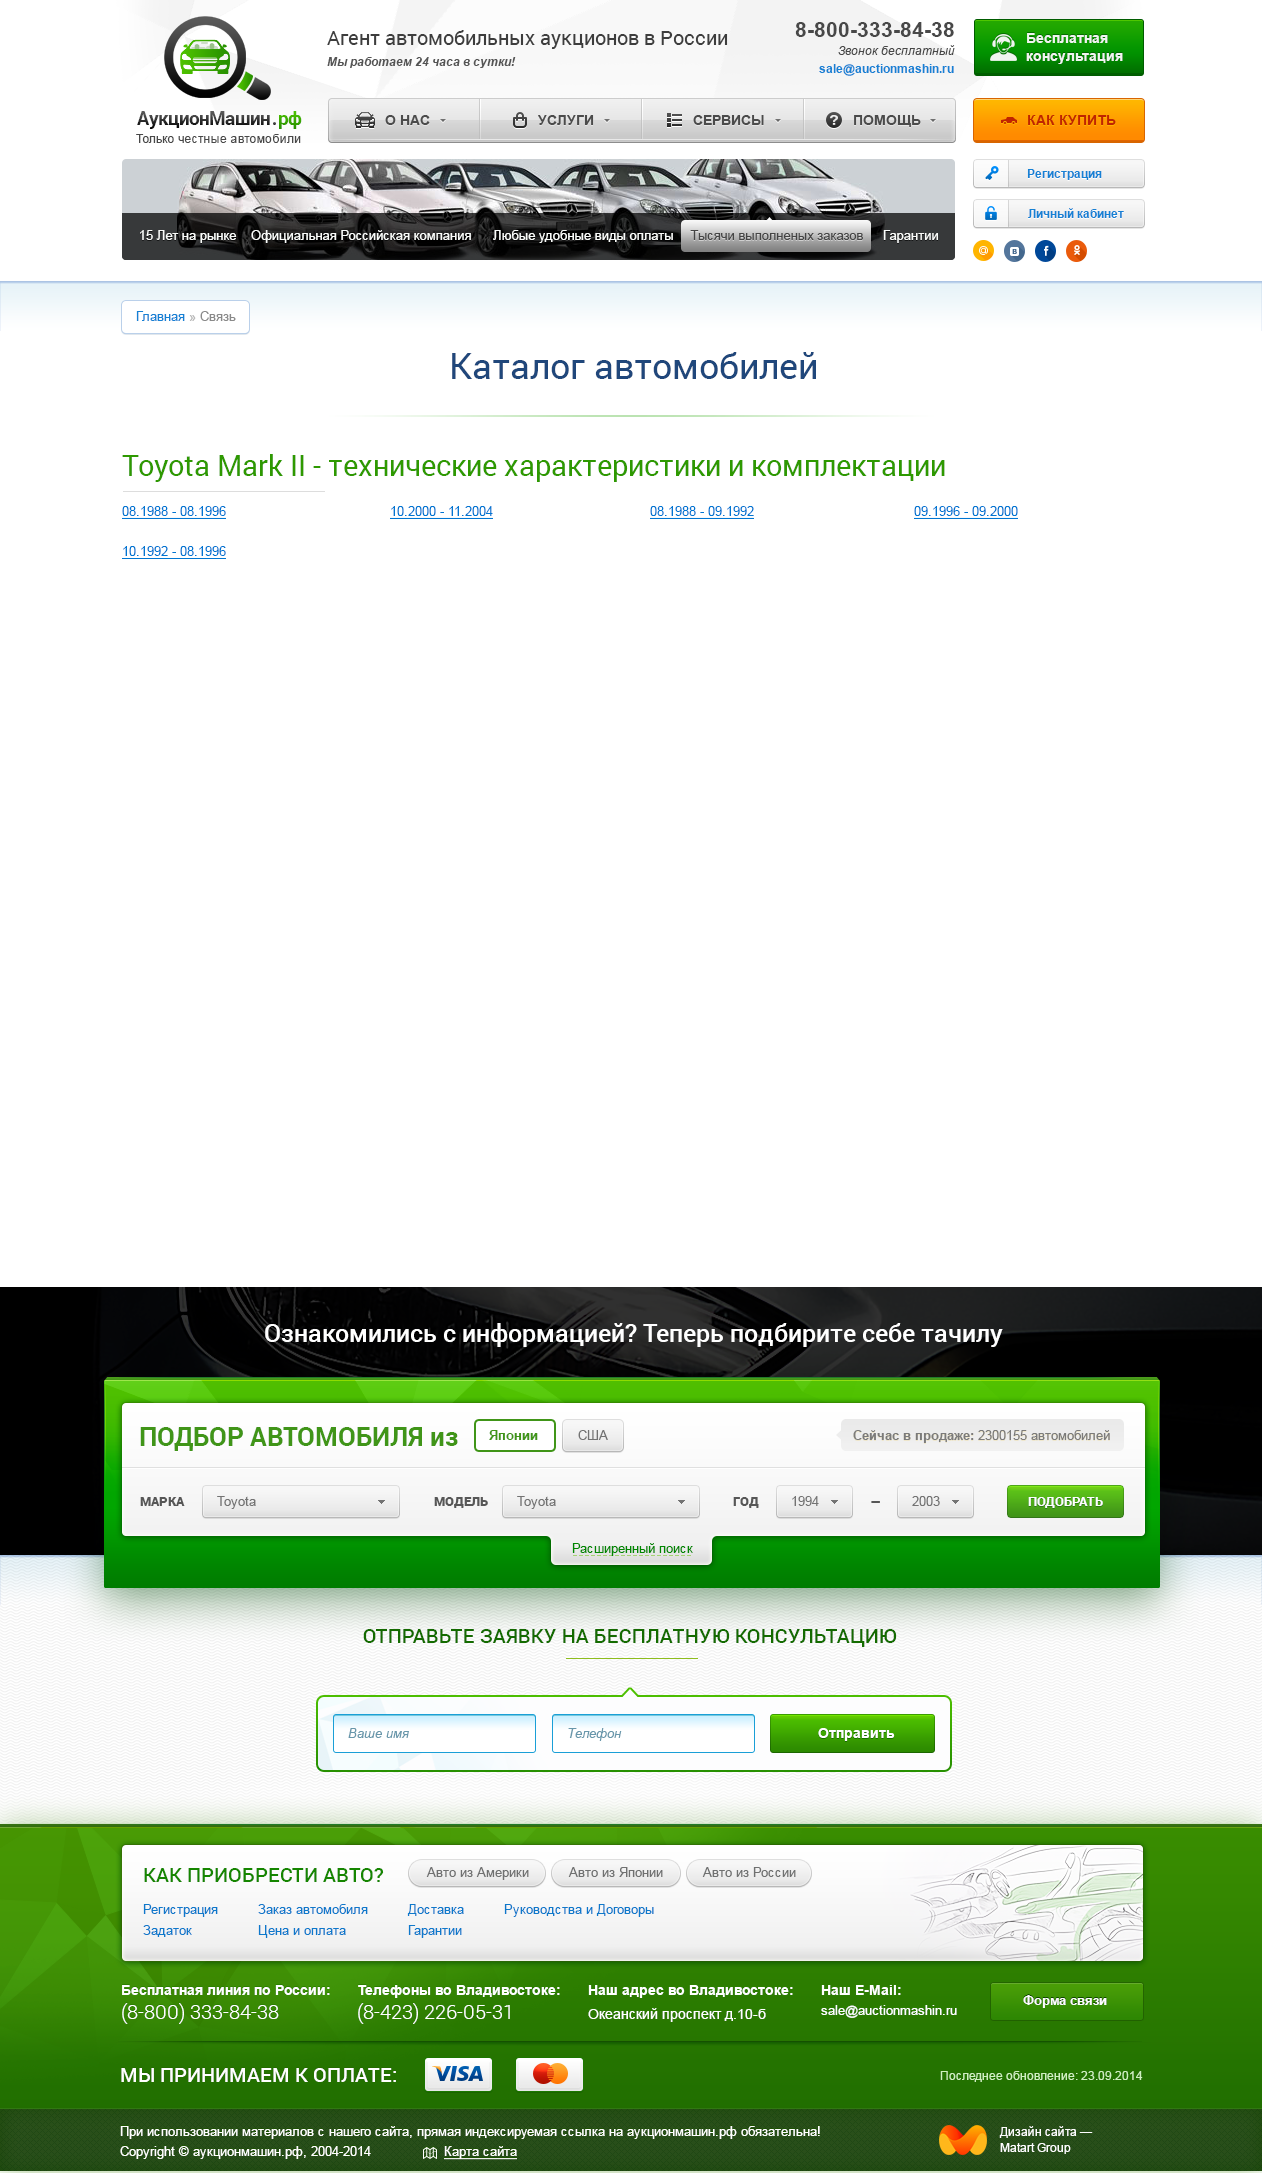 АукционМашин.рф
Только честные автомобили
Агент автомобильных аукционов в России
Мы работаем 24 часа в сутки!
8-800-333-84-38
Звонок бесплатный
sale@auctionmashin.ru
Бесплатная
консультация
О НАС
УСЛУГИ
СЕРВИСЫ
ПОМОЩЬ
КАК КУПИТЬ
15 Лет на рынке
Официальная Российская компания
Любые удобные виды оплаты
Тысячи выполненых заказов
Гарантии
Регистрация
Личный кабинет
Главная » Связь
Каталог автомобилей
Toyota Mark II - технические характеристики и комплектации
08.1988 - 08.1996
10.2000 - 11.2004
08.1988 - 09.1992
09.1996 - 09.2000
10.1992 - 08.1996
Ознакомились с информацией? Теперь подбирите себе тачилу
ПОДБОР АВТОМОБИЛЯ из
Японии
США
Сейчас в продаже: 2300155 автомобилей
МАРКА
Toyota
МОДЕЛЬ
Toyota
ГОД
1994
–
2003
ПОДОБРАТЬ
Расширенный поиск
ОТПРАВЬТЕ ЗАЯВКУ НА БЕСПЛАТНУЮ КОНСУЛЬТАЦИЮ
Ваше имя
Телефон
Отправить
КАК ПРИОБРЕСТИ АВТО?
Авто из Америки
Авто из Японии
Авто из России
Регистрация
Заказ автомобиля
Доставка
Руководства и Договоры
Задаток
Цена и оплата
Гарантии
Бесплатная линия по России:
(8-800) 333-84-38
Телефоны во Владивостоке:
(8-423) 226-05-31
Наш адрес во Владивостоке:
Океанский проспект д.10-б
Наш E-Mail:
sale@auctionmashin.ru
Форма связи
МЫ ПРИНИМАЕМ К ОПЛАТЕ:
VISA
Последнее обновление: 23.09.2014
При использовании материалов с нашего сайта, прямая индексируемая ссылка на аукционмашин.рф обязательна!
Copyright © аукционмашин.рф, 2004-2014
Карта сайта
Дизайн сайта —
Matart Group